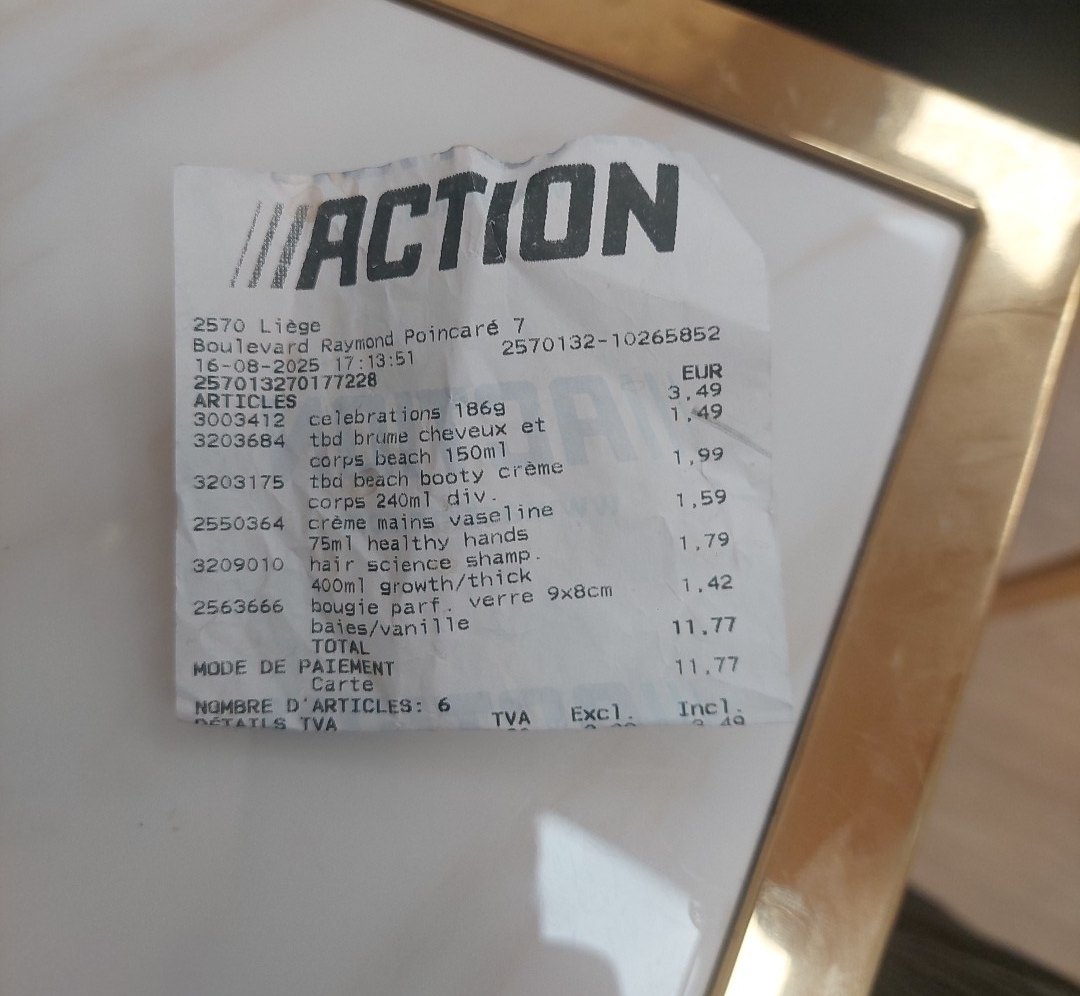 ACTION
2570 Liège
Boulevard Raymond Poincaré 7
16-08-2025 17:13:51 2570132-10265852
257013270177228
ARTICLES EUR
3003412 celebrations 186g 3,49
3203684 tbd brume cheveux et 1,49
corps beach 150ml
3203175 tbd beach booty crème 1,99
corps 240ml div.
2550364 crème mains vaseline 1,59
75ml healthy hands
3209010 hair science shamp. 1,79
400ml growth/thick
2563666 bougie parf. verre 9x8cm 1,42
baies/vanille
TOTAL 11,77
MODE DE PAIEMENT
Carte 11,77
NOMBRE D'ARTICLES: 6
DÉTAILS TVA TVA Excl. Incl.